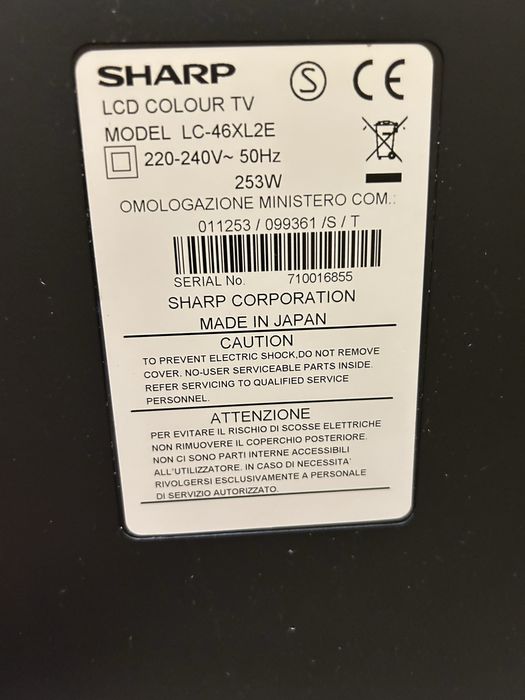 SHARP
S CE
LCD COLOUR TV
MODEL LC-46XL2E
220-240V~ 50Hz
253W
OMOLOGAZIONE MINISTERO COM.:
011253 / 099361 /S / T
SERIAL No. 710016855
SHARP CORPORATION
MADE IN JAPAN
CAUTION
TO PREVENT ELECTRIC SHOCK,DO NOT REMOVE
COVER. NO-USER SERVICEABLE PARTS INSIDE.
REFER SERVICING TO QUALIFIED SERVICE
PERSONNEL.
ATTENZIONE
PER EVITARE IL RISCHIO DI SCOSSE ELETTRICHE
NON RIMUOVERE IL COPERCHIO POSTERIORE.
NON CI SONO PARTI INTERNE ACCESSIBILI
ALL'UTILIZZATORE. IN CASO DI NECESSITA'
RIVOLGERSI ESCLUSIVAMENTE A PERSONALE
DI SERVIZIO AUTORIZZATO.